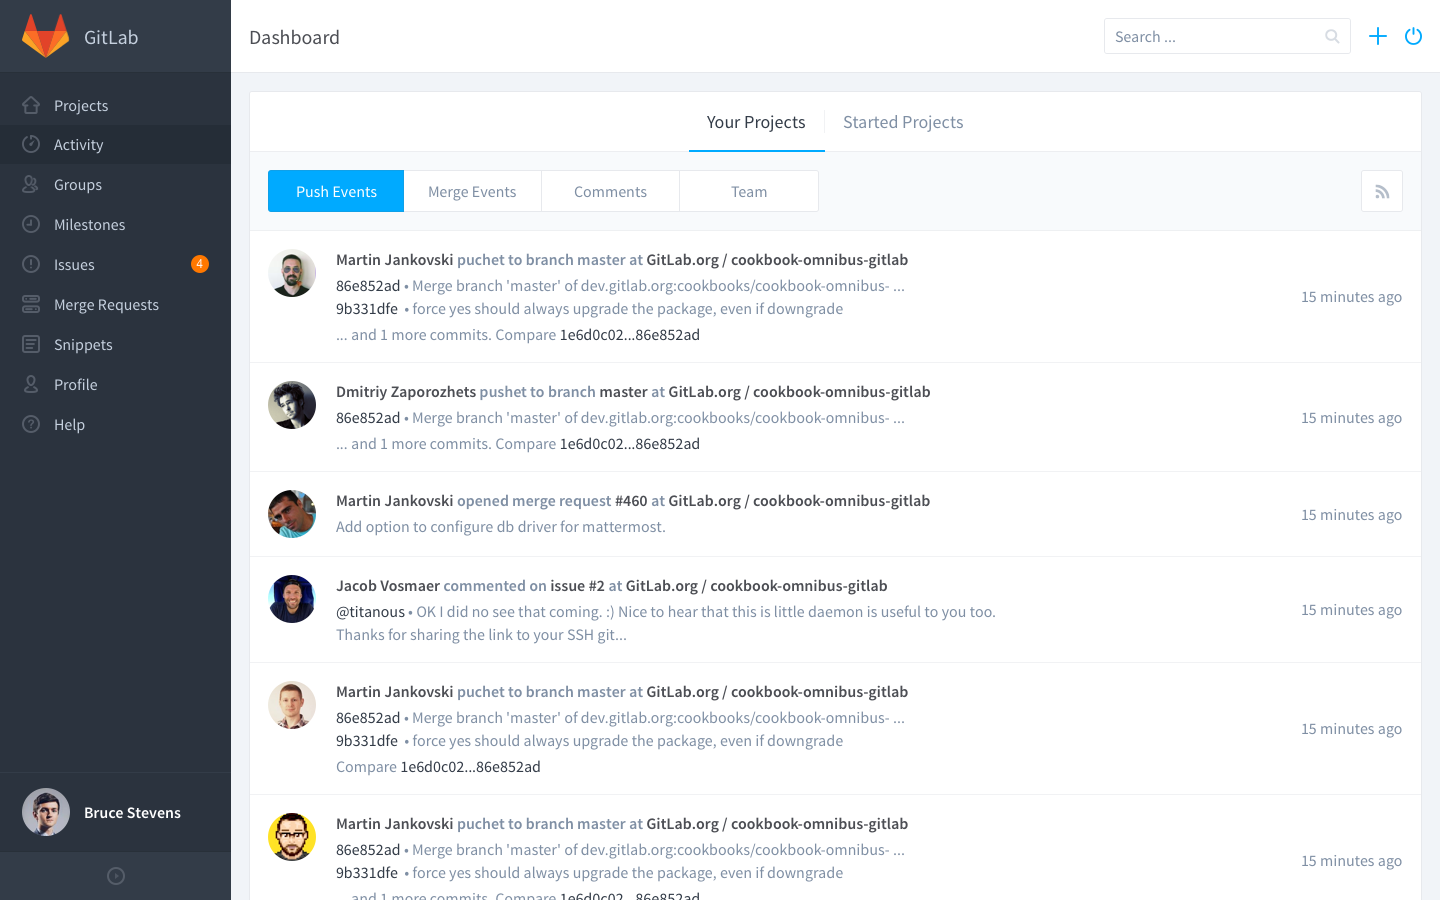 GitLab
Dashboard
Search ...
Projects
Activity
Groups
Milestones
Issues
4
Merge Requests
Snippets
Profile
Help
Bruce Stevens
Your Projects
Started Projects
Push Events
Merge Events
Comments
Team
Martin Jankovski puchet to branch master at GitLab.org / cookbook-omnibus-gitlab
86e852ad • Merge branch 'master' of dev.gitlab.org:cookbooks/cookbook-omnibus- ...
9b331dfe • force yes should always upgrade the package, even if downgrade
... and 1 more commits. Compare 1e6d0c02...86e852ad
15 minutes ago
Dmitriy Zaporozhets pushet to branch master at GitLab.org / cookbook-omnibus-gitlab
86e852ad • Merge branch 'master' of dev.gitlab.org:cookbooks/cookbook-omnibus- ...
... and 1 more commits. Compare 1e6d0c02...86e852ad
15 minutes ago
Martin Jankovski opened merge request #460 at GitLab.org / cookbook-omnibus-gitlab
Add option to configure db driver for mattermost.
15 minutes ago
Jacob Vosmaer commented on issue #2 at GitLab.org / cookbook-omnibus-gitlab
@titanous • OK I did no see that coming. :) Nice to hear that this is little daemon is useful to you too.
Thanks for sharing the link to your SSH git...
15 minutes ago
Martin Jankovski puchet to branch master at GitLab.org / cookbook-omnibus-gitlab
86e852ad • Merge branch 'master' of dev.gitlab.org:cookbooks/cookbook-omnibus- ...
9b331dfe • force yes should always upgrade the package, even if downgrade
Compare 1e6d0c02...86e852ad
15 minutes ago
Martin Jankovski puchet to branch master at GitLab.org / cookbook-omnibus-gitlab
86e852ad • Merge branch 'master' of dev.gitlab.org:cookbooks/cookbook-omnibus- ...
9b331dfe • force yes should always upgrade the package, even if downgrade
... and 1 more commits. Compare 1e6d0c02...86e852ad
15 minutes ago